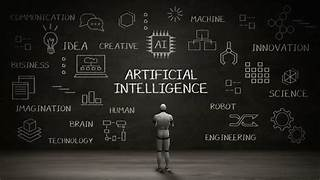 COMMUNICATION
MACHINE
IDEA
CREATIVE
AI
INNOVATION
BUSINESS
ARTIFICIAL
INTELLIGENCE
SCIENCE
IMAGINATION
HUMAN
ROBOT
BRAIN
TECHNOLOGY
ENGINEERING